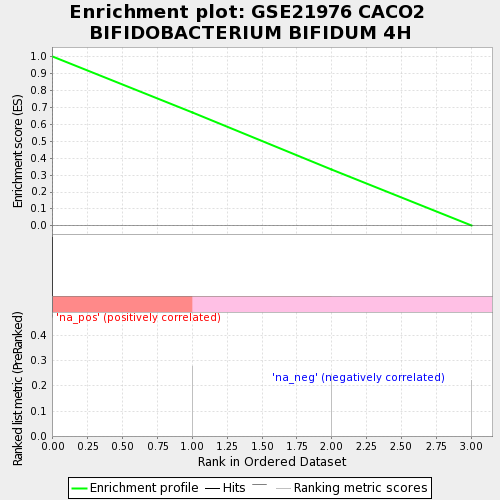 Enrichment plot: GSE21976 CACO2
BIFIDOBACTERIUM BIFIDUM 4H
Enrichment score (ES)
1.0
0.9
0.8
0.7
0.6
0.5
0.4
0.3
0.2
0.1
0.0
'na_pos' (positively correlated)
Ranked list metric (PreRanked)
0.4
0.3
0.2
0.1
0.0
'na_neg' (negatively correlated)
0.00 0.25 0.50 0.75 1.00 1.25 1.50 1.75 2.00 2.25 2.50 2.75 3.00
Rank in Ordered Dataset
Enrichment profile Hits Ranking metric scores